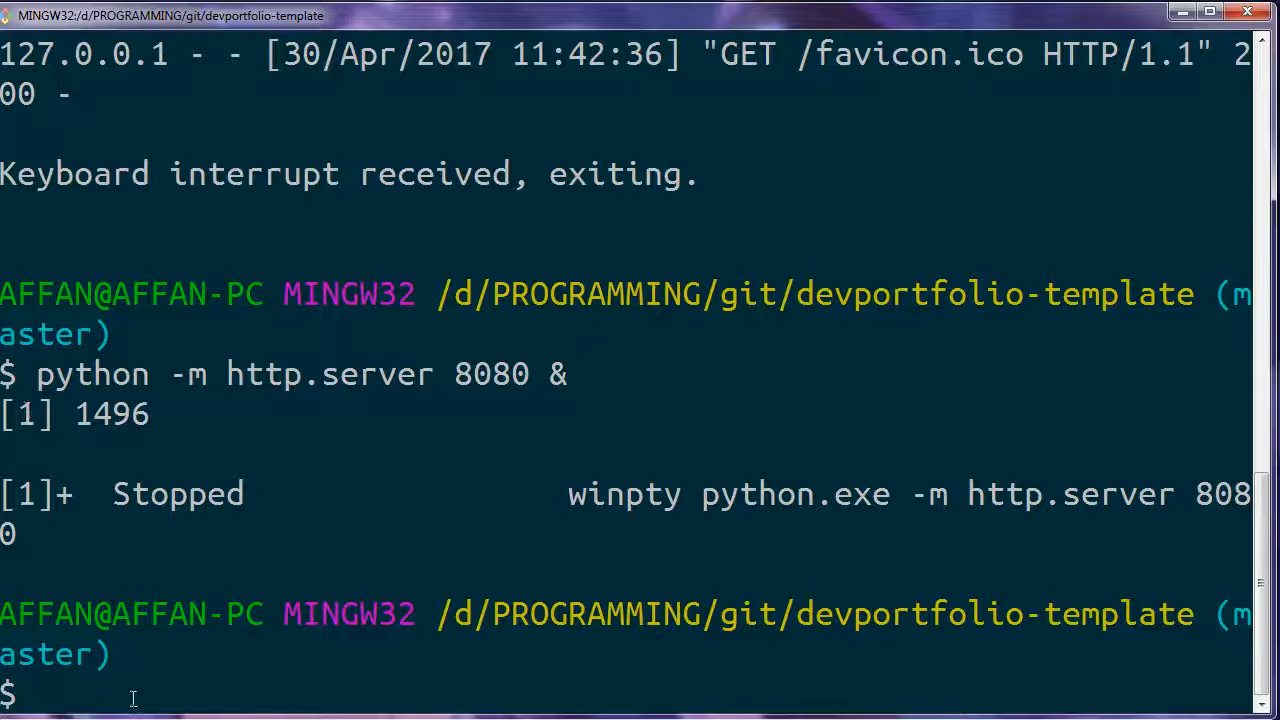 MINGW32:/d/PROGRAMMING/git/devportfolio-template
127.0.0.1 - - [30/Apr/2017 11:42:36] "GET /favicon.ico HTTP/1.1" 2
00 -
Keyboard interrupt received, exiting.
AFFAN@AFFAN-PC MINGW32 /d/PROGRAMMING/git/devportfolio-template (m
aster)
$ python -m http.server 8080 &
[1] 1496
[1]+  Stopped                 winpty python.exe -m http.server 808
0
AFFAN@AFFAN-PC MINGW32 /d/PROGRAMMING/git/devportfolio-template (m
aster)
$